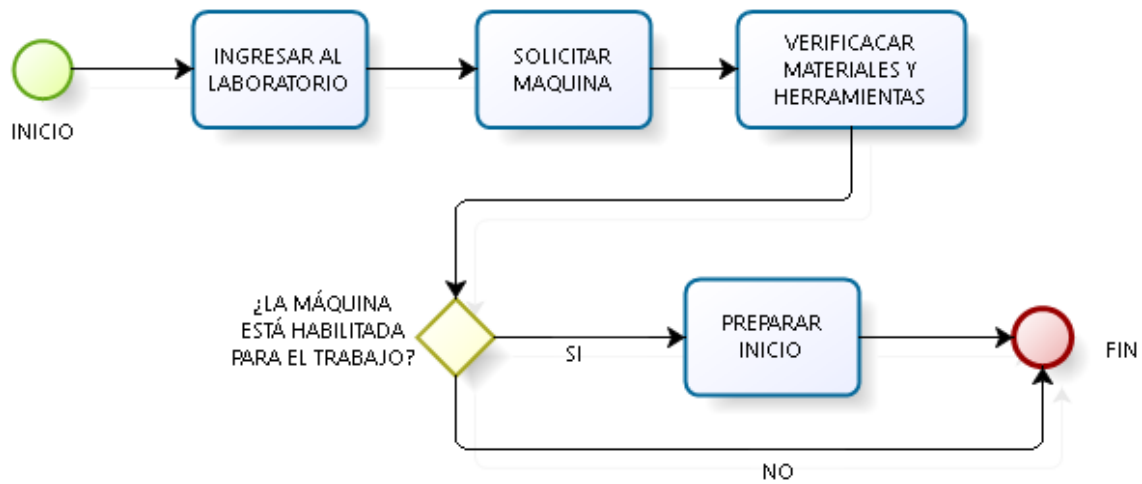 INICIO
INGRESAR AL
LABORATORIO
SOLICITAR
MAQUINA
VERIFICACAR
MATERIALES Y
HERRAMIENTAS
¿LA MÁQUINA
ESTÁ HABILITADA
PARA EL TRABAJO?
SI
PREPARAR
INICIO
FIN
NO